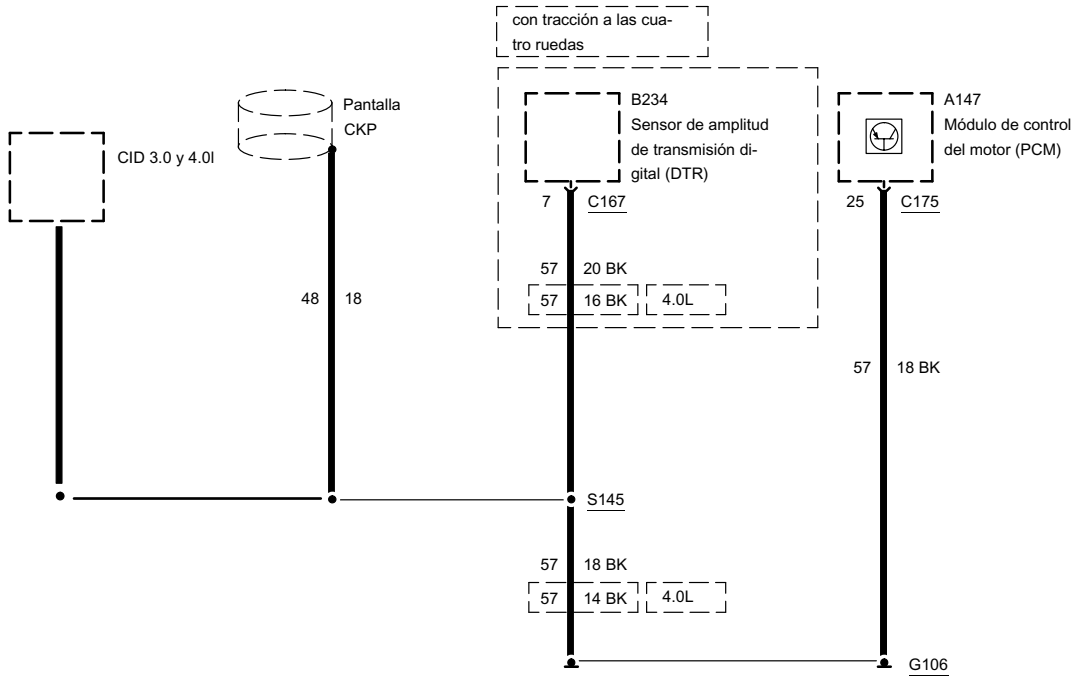 con tracción a las cua-
tro ruedas
Pantalla
CKP
CID 3.0 y 4.0l
B234
Sensor de amplitud
de transmisión di-
gital (DTR)
A147
Módulo de control
del motor (PCM)
7 C167
25 C175
57 20 BK
57 16 BK 4.0L
48 18
57 18 BK
S145
57 18 BK
57 14 BK 4.0L
G106